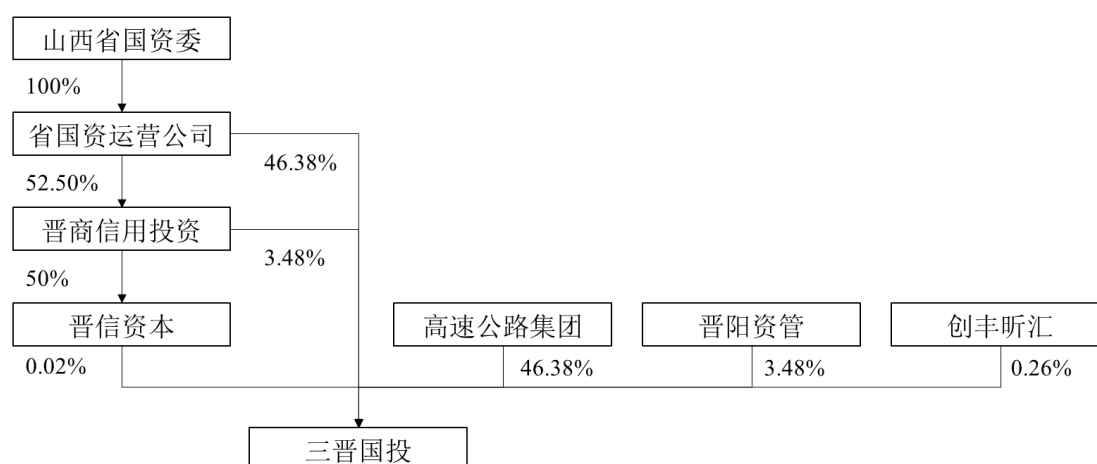 山西省国资委
100%
省国资运营公司
46.38%
52.50%
晋商信用投资
3.48%
50%
晋信资本
高速公路集团
晋阳资管
创丰昕汇
0.02%
46.38%
3.48%
0.26%
三晋国投